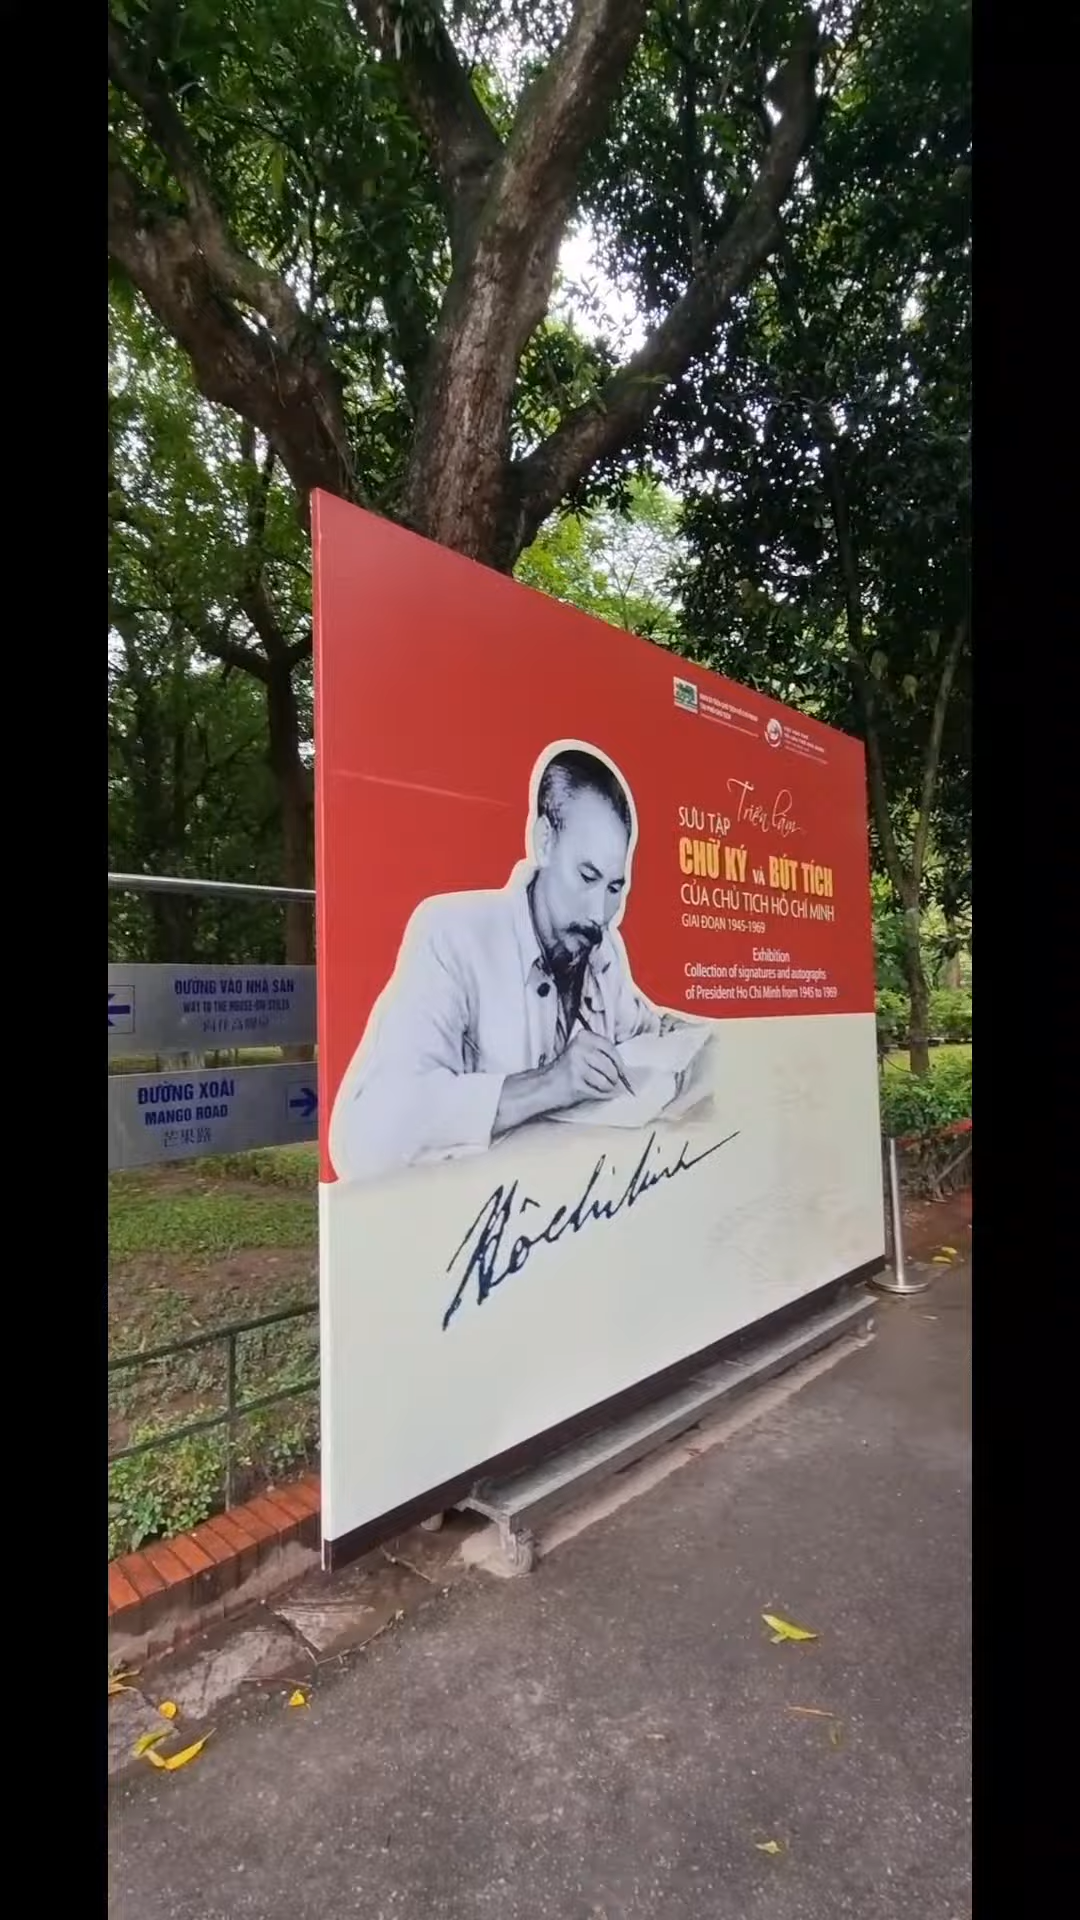 Triển lãm
SƯU TẬP
CHỮ KÝ VÀ BÚT TÍCH
CỦA CHỦ TỊCH HỒ CHÍ MINH
GIAI ĐOẠN 1945-1969
Exhibition
Collection of signatures and autographs
of President Ho Chi Minh from 1945 to 1969
Hồ Chí Minh
ĐƯỜNG VÀO NHÀ SÀN
WAY TO THE HOUSE-ON-STILTS
ĐƯỜNG XOÀI
MANGO ROAD
芒果路